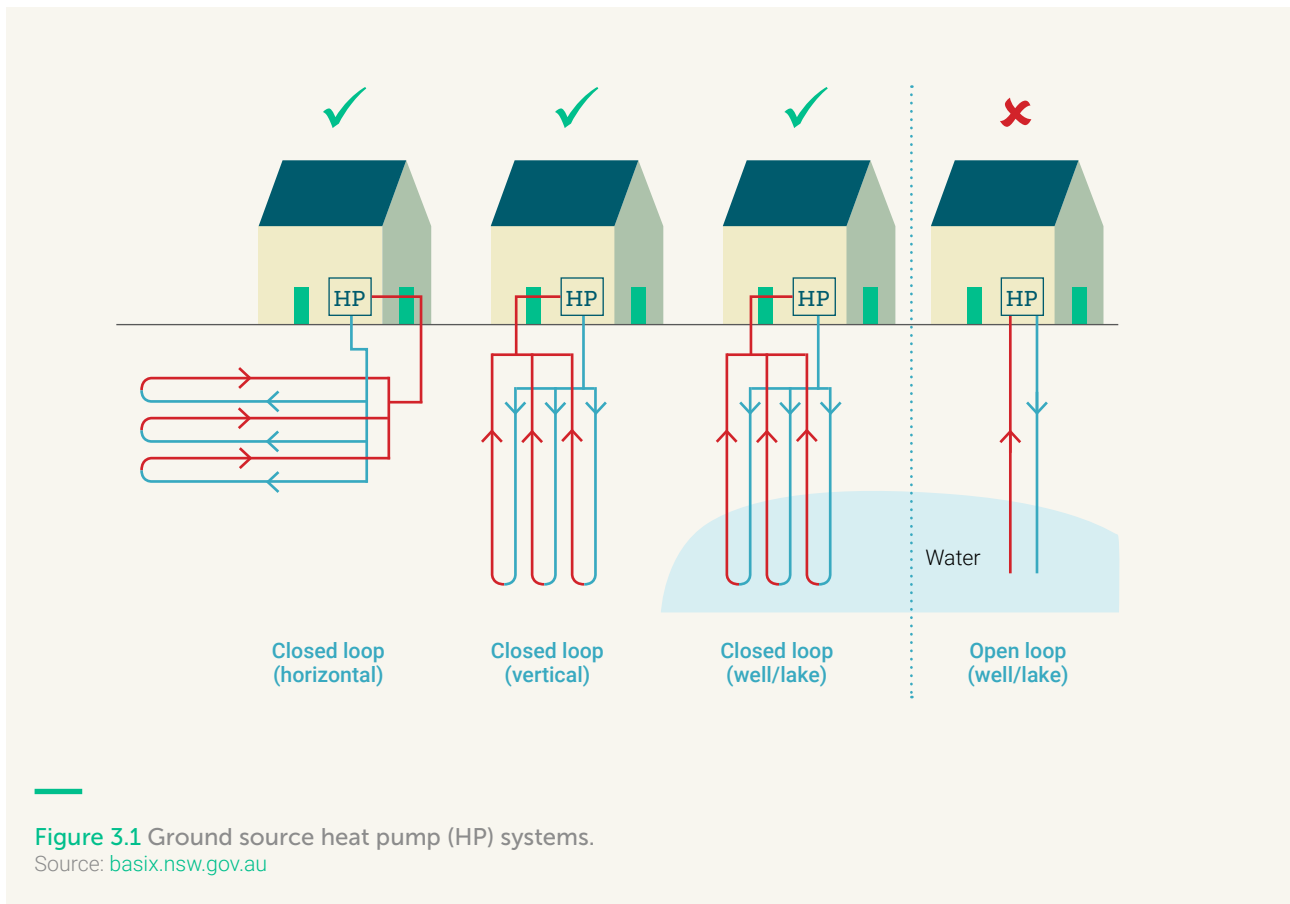 HP
HP
HP
HP
Water
Closed loop
(horizontal)
Closed loop
(vertical)
Closed loop
(well/lake)
Open loop
(well/lake)
Figure 3.1 Ground source heat pump (HP) systems.
Source: basix.nsw.gov.au